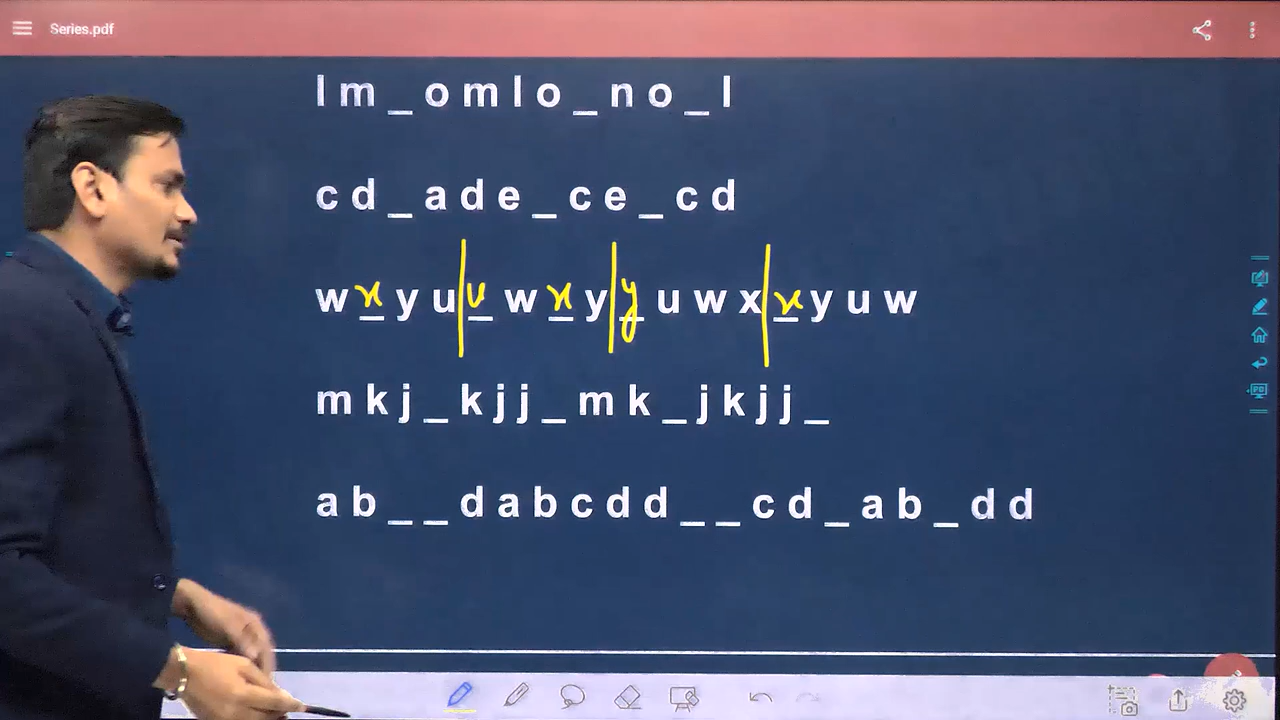 Series.pdf
l m _ o m l o _ n o _ l
c d _ a d e _ c e _ c d
w x y u | u w x y | y u w x | x y u w
m k j _ k j j _ m k _ j k j j _
a b _ _ d a b c d d _ _ c d _ a b _ d d